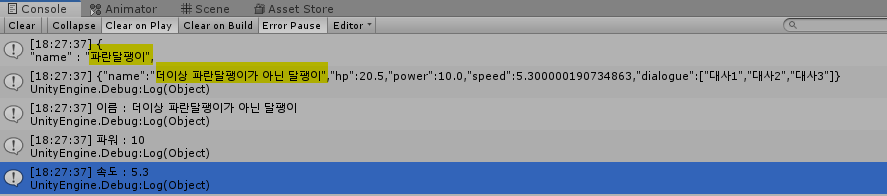 Console Animator Scene Asset Store
Clear Collapse Clear on Play Clear on Build Error Pause Editor
[18:27:37] {
"name" : "파란달팽이",
[18:27:37] {"name":"더이상 파란달팽이가 아닌 달팽이","hp":20.5,"power":10.0,"speed":5.300000190734863,"dialogue":["대사1","대사2","대사3"]}
UnityEngine.Debug:Log(Object)
[18:27:37] 이름 : 더이상 파란달팽이가 아닌 달팽이
UnityEngine.Debug:Log(Object)
[18:27:37] 파워 : 10
UnityEngine.Debug:Log(Object)
[18:27:37] 속도 : 5.3
UnityEngine.Debug:Log(Object)